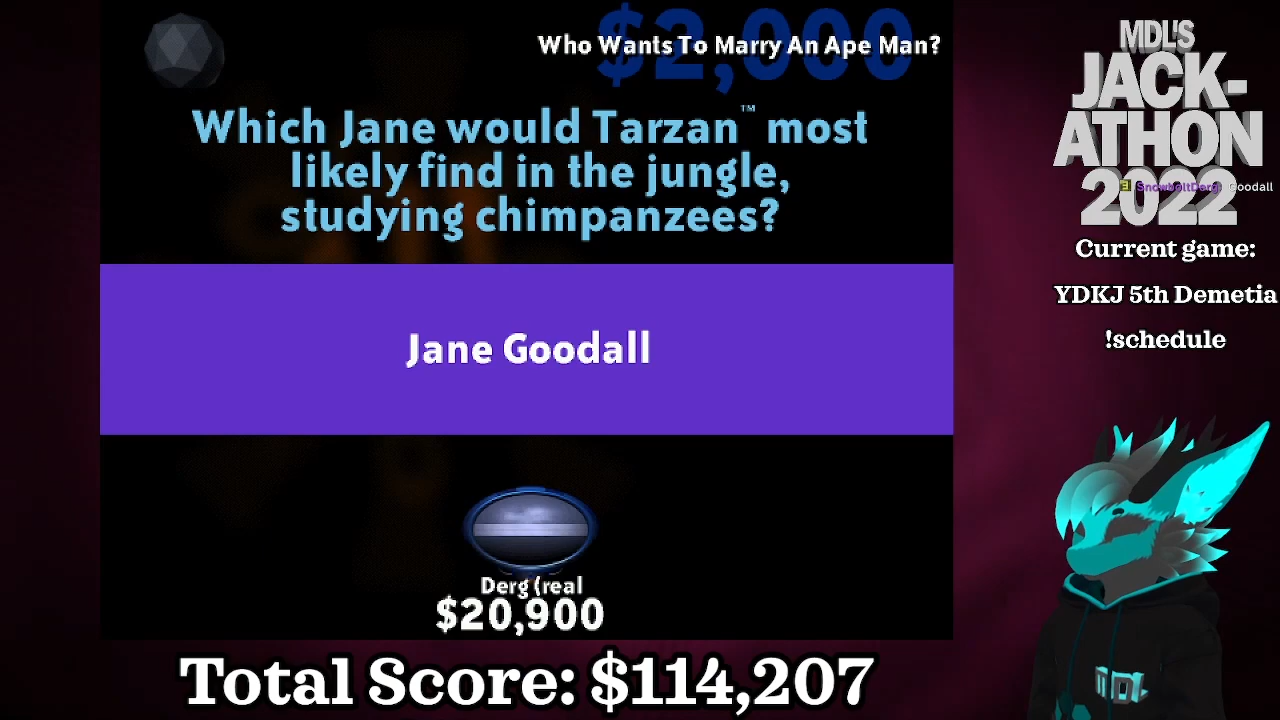 $2,000
Who Wants To Marry An Ape Man?
Which Jane would Tarzan™ most
likely find in the jungle,
studying chimpanzees?
Jane Goodall
Derg (real
$20,900
Total Score: $114,207
MDL'S
JACK-
ATHON
2022
SnowboltDerg: Goodall
Current game:
YDKJ 5th Demetia
!schedule